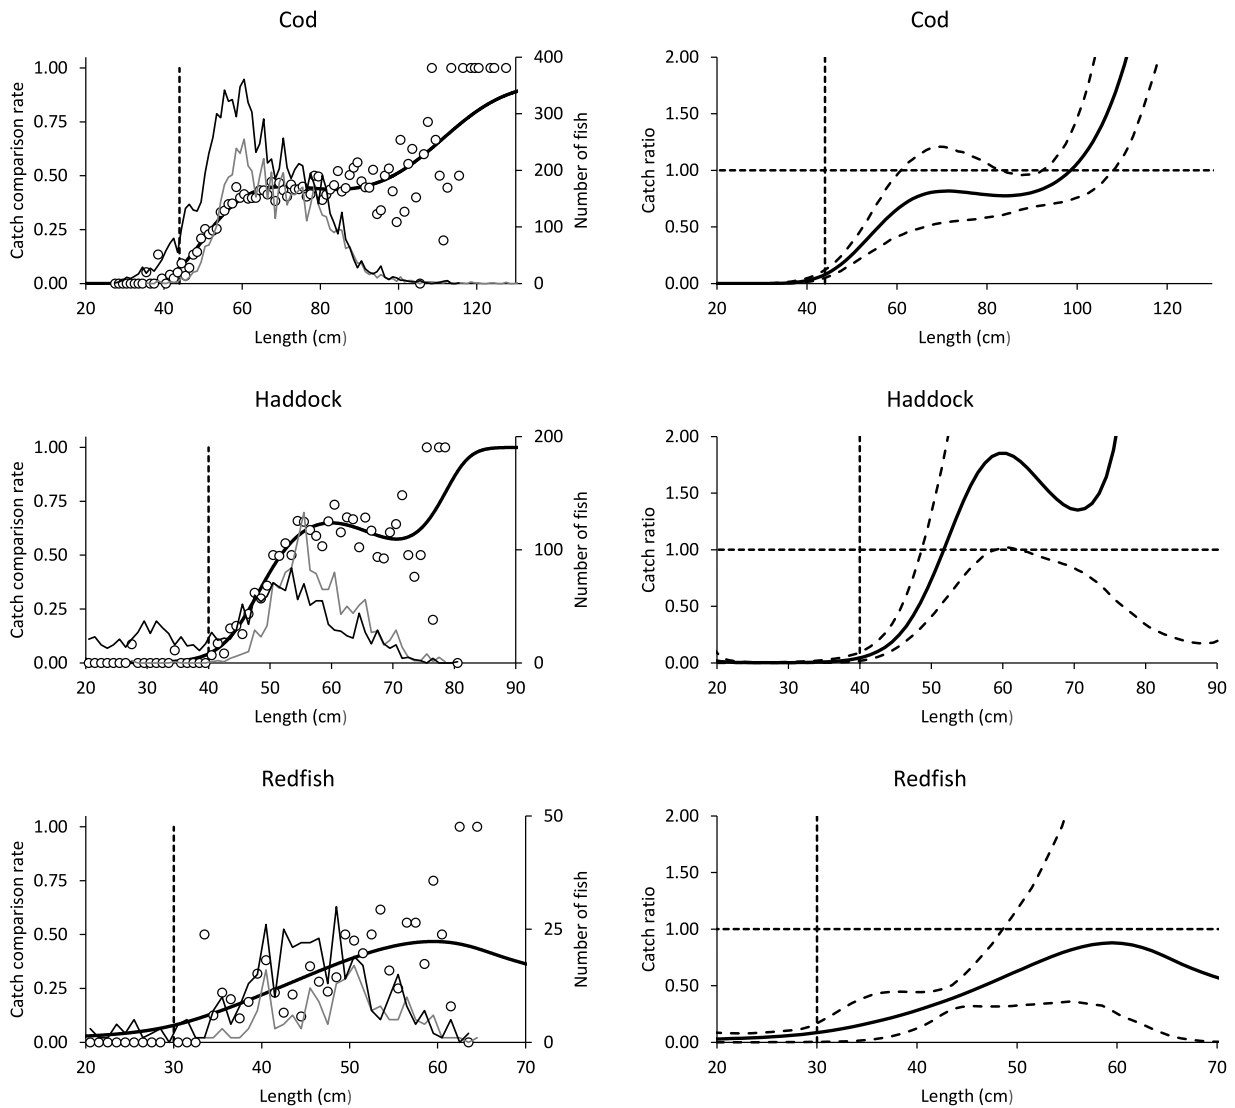 Cod
Cod
1.00
0.75
0.50
0.25
0.00
Catch comparison rate
400
300
200
100
0
Number of fish
20 40 60 80 100 120
Length (cm)
2.00
1.50
1.00
0.50
0.00
Catch ratio
20 40 60 80 100 120
Length (cm)
Haddock
Haddock
1.00
0.75
0.50
0.25
0.00
Catch comparison rate
200
100
0
Number of fish
20 30 40 50 60 70 80 90
Length (cm)
2.00
1.50
1.00
0.50
0.00
Catch ratio
20 30 40 50 60 70 80 90
Length (cm)
Redfish
Redfish
1.00
0.75
0.50
0.25
0.00
Catch comparison rate
50
25
0
Number of fish
20 30 40 50 60 70
Length (cm)
2.00
1.50
1.00
0.50
0.00
Catch ratio
20 30 40 50 60 70
Length (cm)